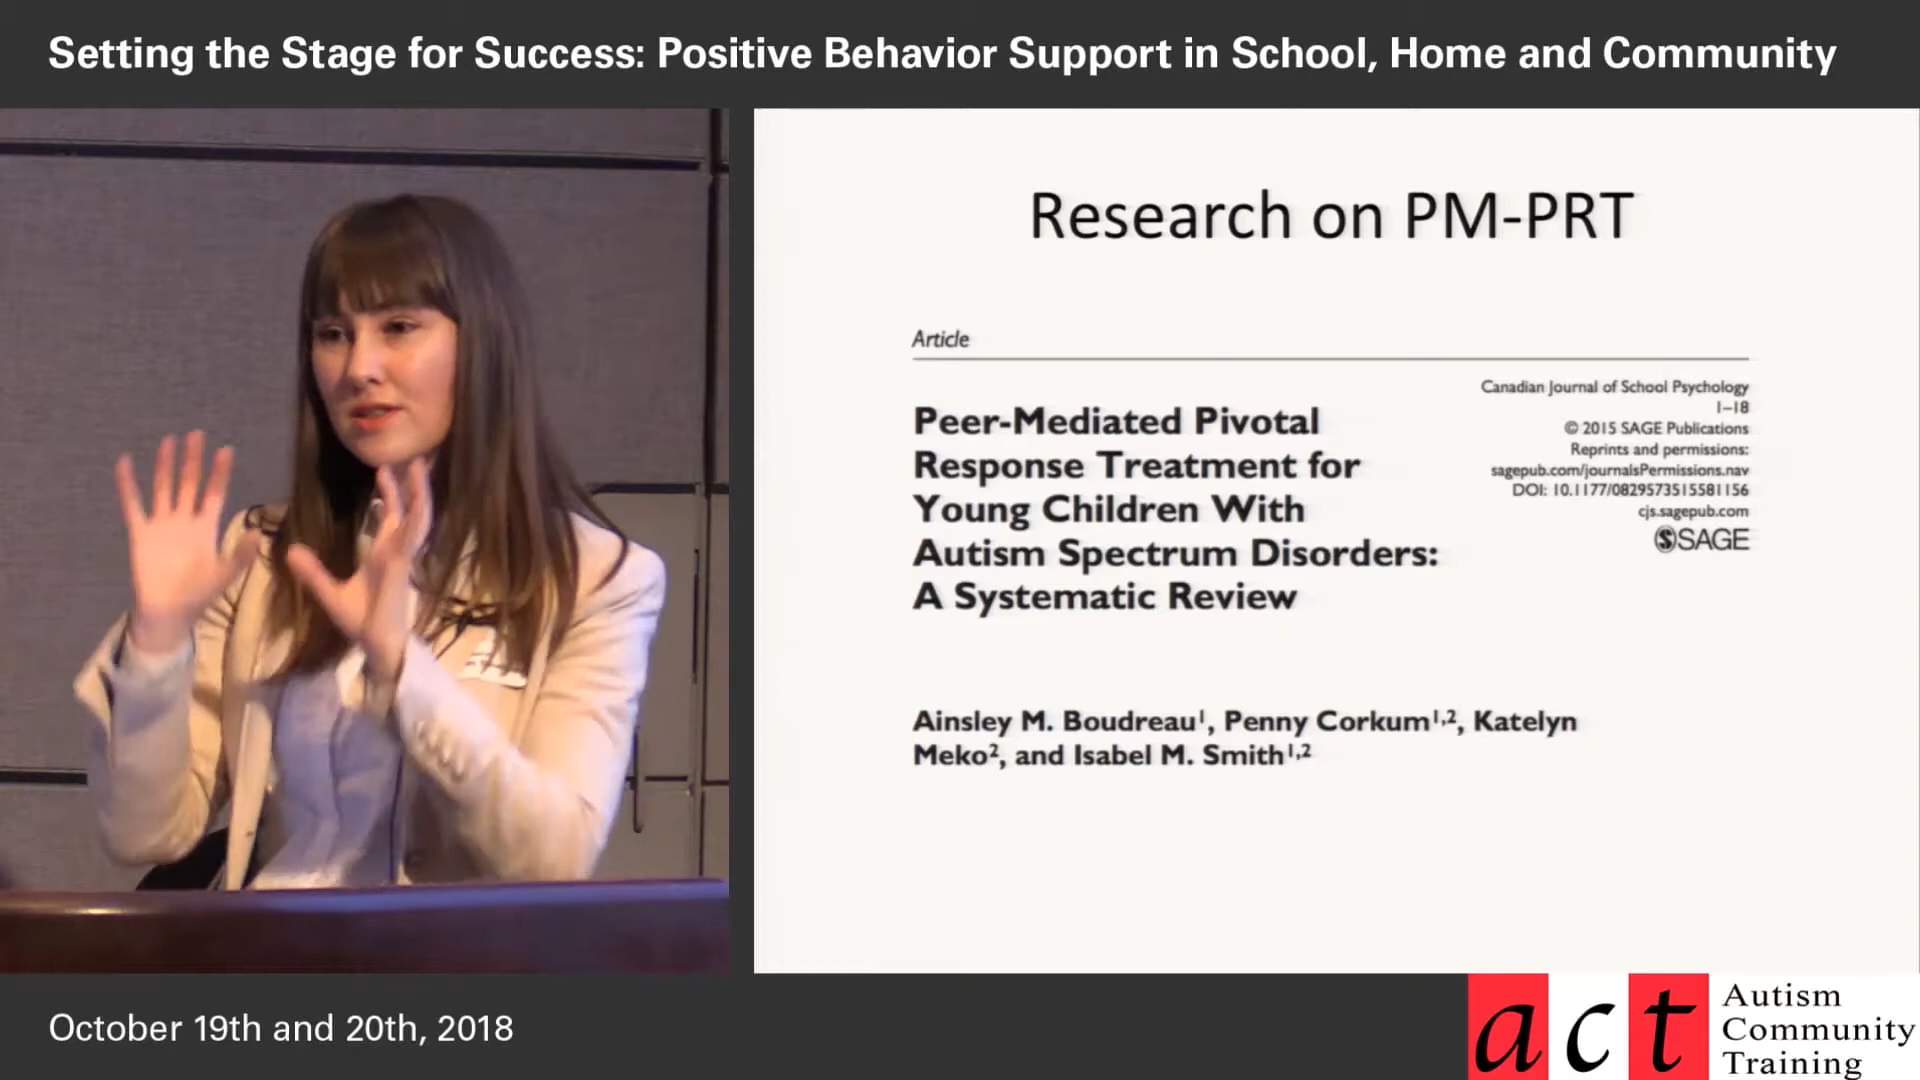 Setting the Stage for Success: Positive Behavior Support in School, Home and Community
Research on PM-PRT
Article
Canadian Journal of School Psychology
1–18
© 2015 SAGE Publications
Reprints and permissions:
sagepub.com/journalsPermissions.nav
DOI: 10.1177/0829573515581156
cjs.sagepub.com
SAGE
Peer-Mediated Pivotal
Response Treatment for
Young Children With
Autism Spectrum Disorders:
A Systematic Review
Ainsley M. Boudreau¹, Penny Corkum¹,², Katelyn
Meko², and Isabel M. Smith¹,²
October 19th and 20th, 2018
act
Autism
Community
Training